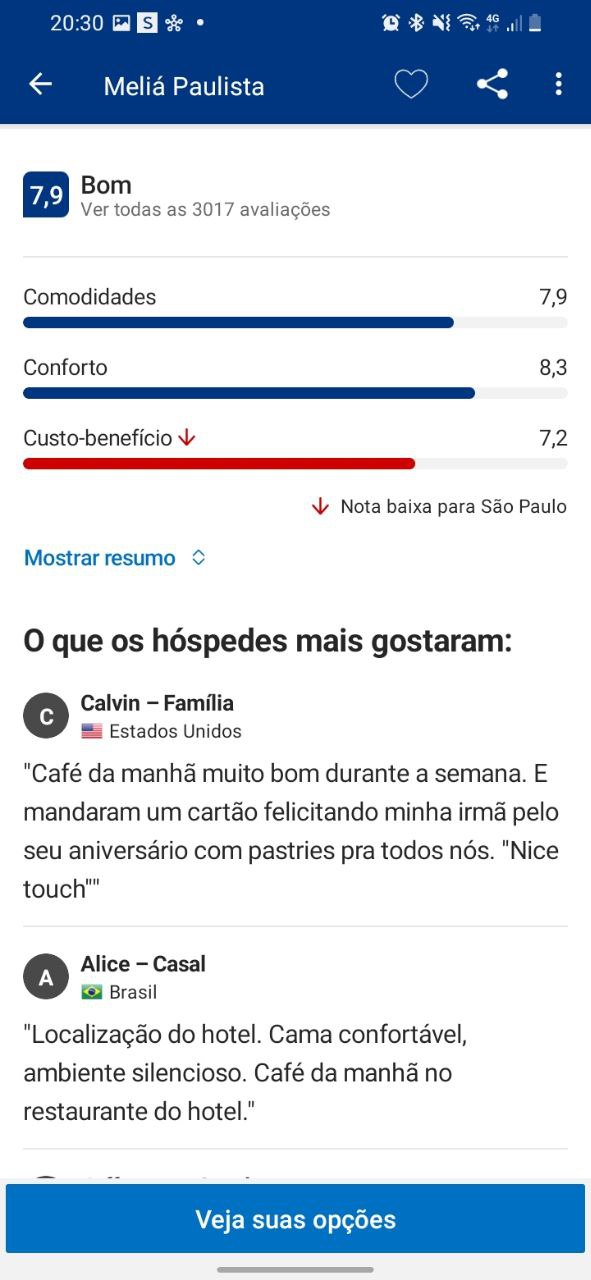 20:30 S 4G
Meliá Paulista
7,9 Bom
Ver todas as 3017 avaliações
Comodidades 7,9
Conforto 8,3
Custo-benefício 7,2
Nota baixa para São Paulo
Mostrar resumo
O que os hóspedes mais gostaram:
C Calvin – Família
Estados Unidos
"Café da manhã muito bom durante a semana. E
mandaram um cartão felicitando minha irmã pelo
seu aniversário com pastries pra todos nós. "Nice
touch""
A Alice – Casal
Brasil
"Localização do hotel. Cama confortável,
ambiente silencioso. Café da manhã no
restaurante do hotel."
Veja suas opções